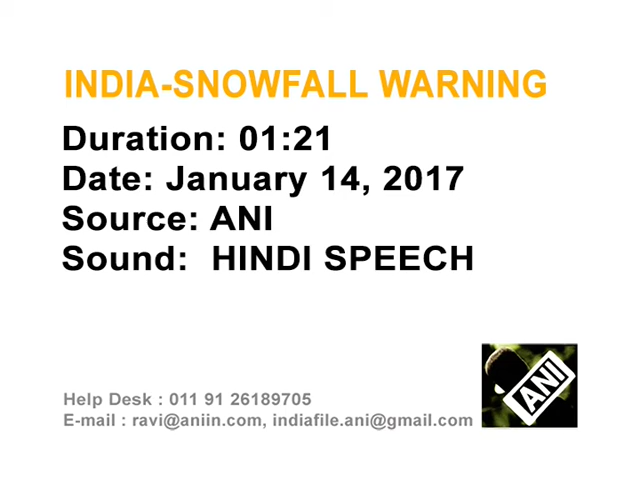 INDIA-SNOWFALL WARNING
Duration: 01:21
Date: January 14, 2017
Source: ANI
Sound: HINDI SPEECH
Help Desk : 011 91 26189705
E-mail : ravi@aniin.com, indiafile.ani@gmail.com
ANI